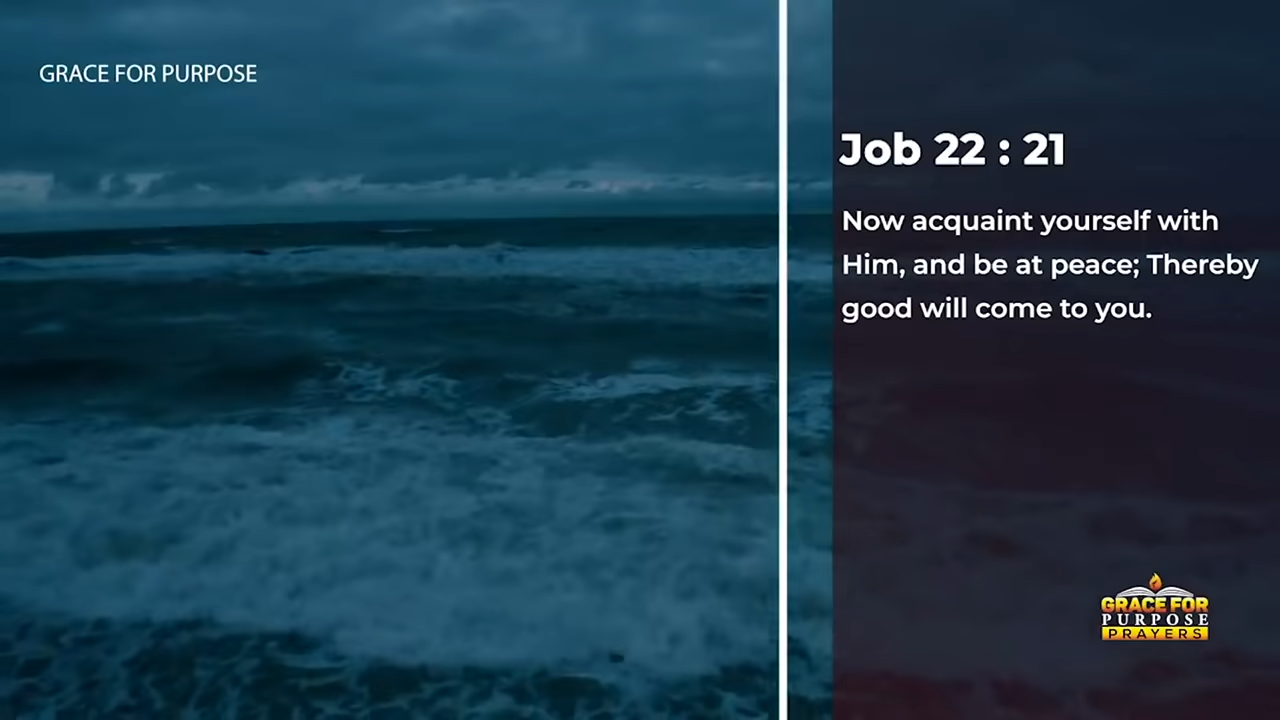 GRACE FOR PURPOSE
Job 22 : 21
Now acquaint yourself with
Him, and be at peace; Thereby
good will come to you.
GRACE FOR
PURPOSE
PRAYERS